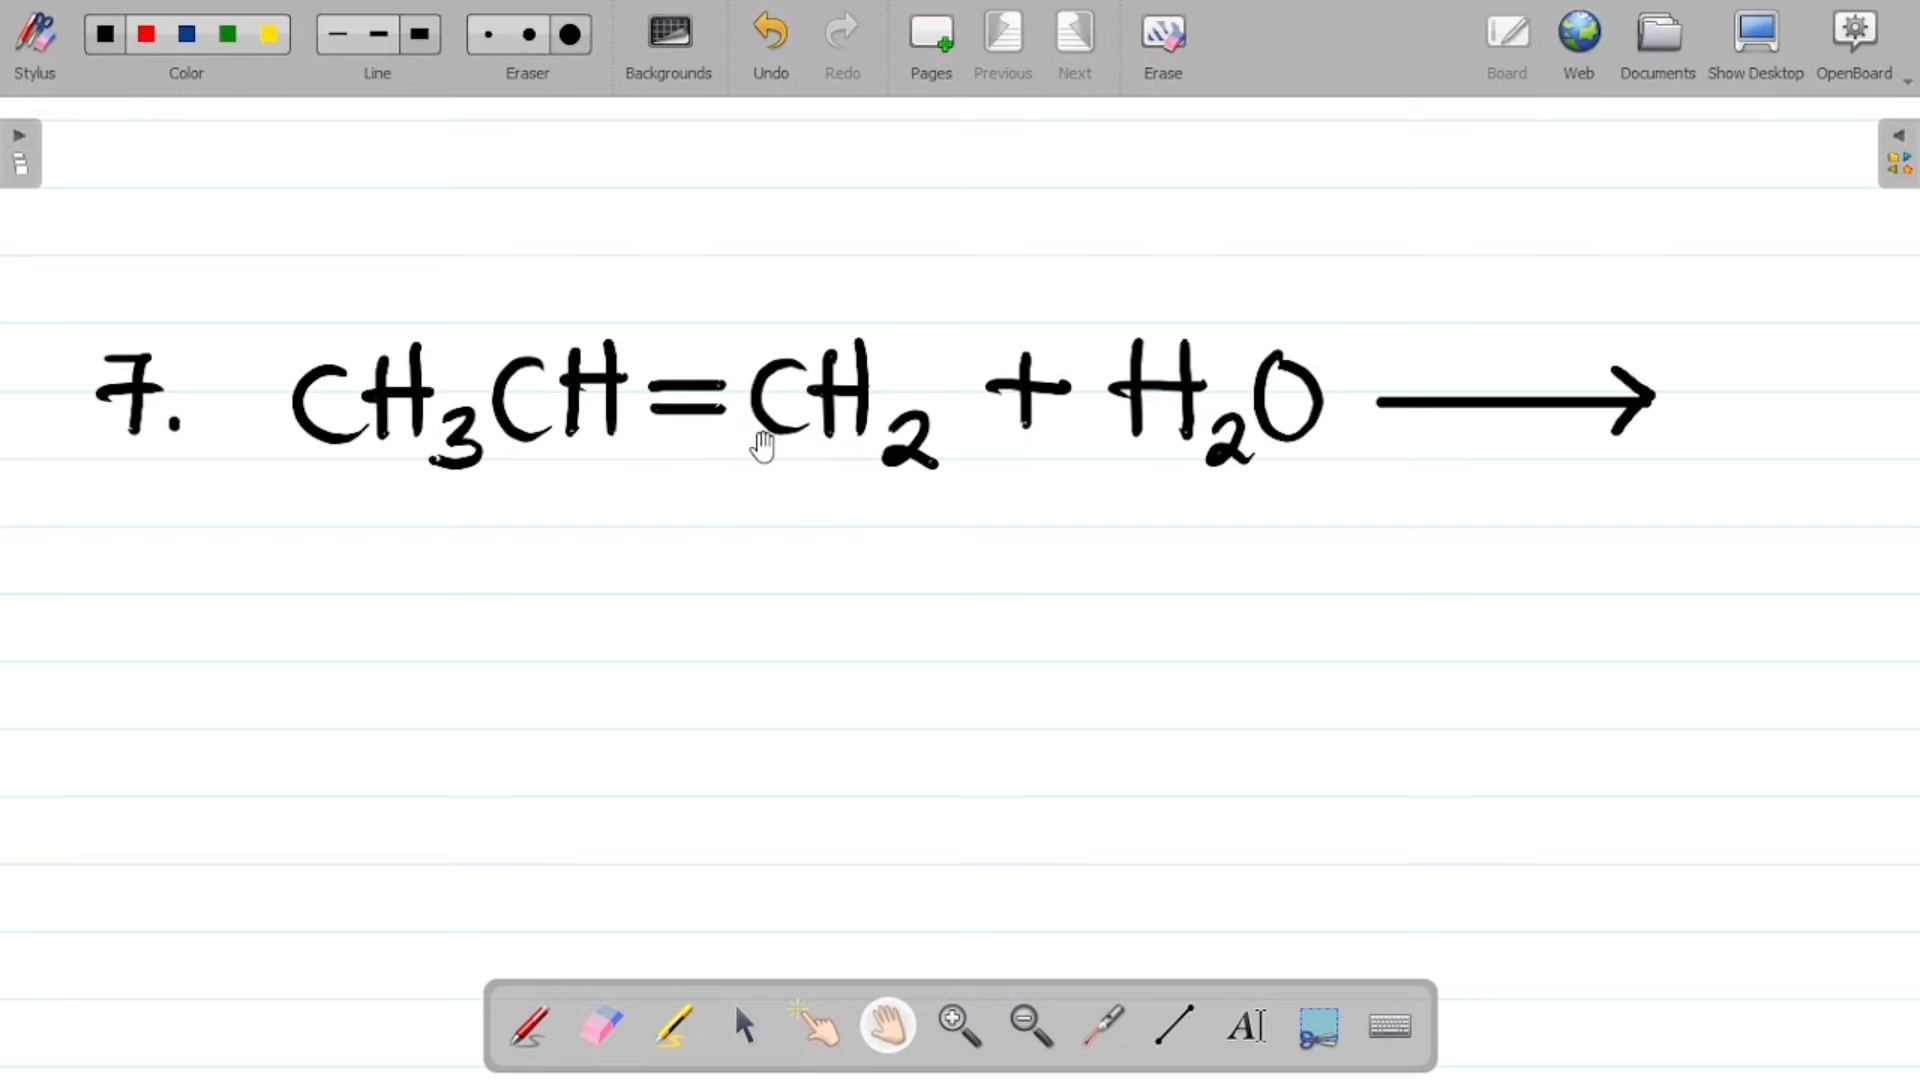 Stylus Color Line Eraser Backgrounds Undo Redo Pages Previous Next Erase Board Web Documents Show Desktop OpenBoard
7. CH₃CH=CH₂ + H₂O ⟶
AI